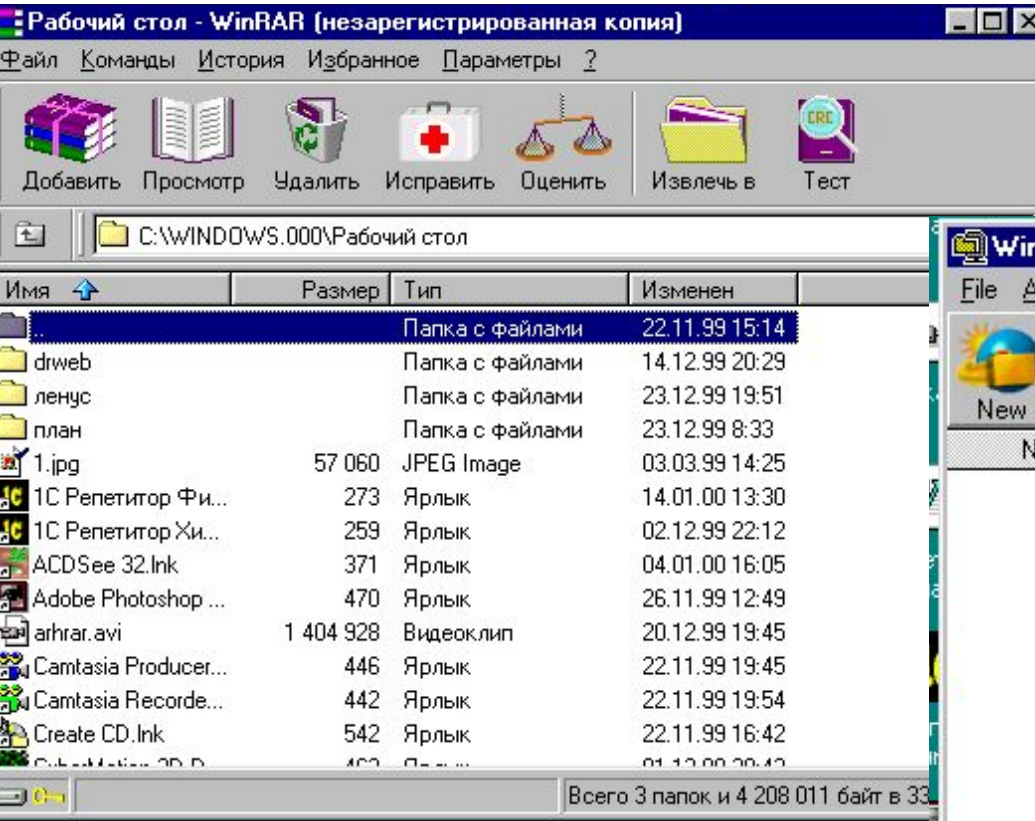 Рабочий стол - WinRAR (незарегистрированная копия)
Файл Команды История Избранное Параметры ?
Добавить Просмотр Удалить Исправить Оценить Извлечь в Тест
CRC
C:\WINDOWS.000\Рабочий стол
Имя Размер Тип Изменен
.. Папка с файлами 22.11.99 15:14
drweb Папка с файлами 14.12.99 20:29
ленус Папка с файлами 23.12.99 19:51
план Папка с файлами 23.12.99 8:33
1.jpg 57 060 JPEG Image 03.03.99 14:25
1С Репетитор Фи... 273 Ярлык 14.01.00 13:30
1С Репетитор Хи... 259 Ярлык 02.12.99 22:12
ACDSee 32.lnk 371 Ярлык 04.01.00 16:05
Adobe Photoshop ... 470 Ярлык 26.11.99 12:49
arhrar.avi 1 404 928 Видеоклип 20.12.99 19:45
Camtasia Producer... 446 Ярлык 22.11.99 19:45
Camtasia Recorde... 442 Ярлык 22.11.99 19:54
Create CD.lnk 542 Ярлык 22.11.99 16:42
Всего 3 папок и 4 208 011 байт в 33
Win
File A
New
N